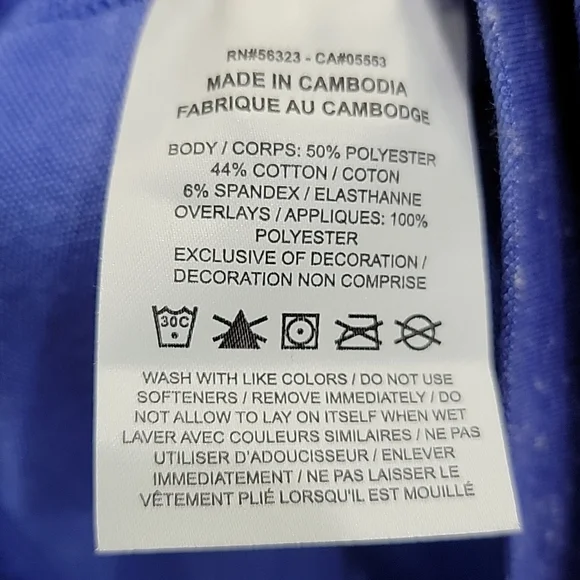 RN#56323 - CA#05553
MADE IN CAMBODIA
FABRIQUE AU CAMBODGE
BODY / CORPS: 50% POLYESTER
44% COTTON / COTON
6% SPANDEX / ELASTHANNE
OVERLAYS / APPLIQUES: 100%
POLYESTER
EXCLUSIVE OF DECORATION /
DECORATION NON COMPRISE
30C
WASH WITH LIKE COLORS / DO NOT USE
SOFTENERS / REMOVE IMMEDIATELY / DO
NOT ALLOW TO LAY ON ITSELF WHEN WET
LAVER AVEC COULEURS SIMILAIRES / NE PAS
UTILISER D'ADOUCISSEUR / ENLEVER
IMMEDIATEMENT / NE PAS LAISSER LE
VÊTEMENT PLIÉ LORSQU'IL EST MOUILLÉ